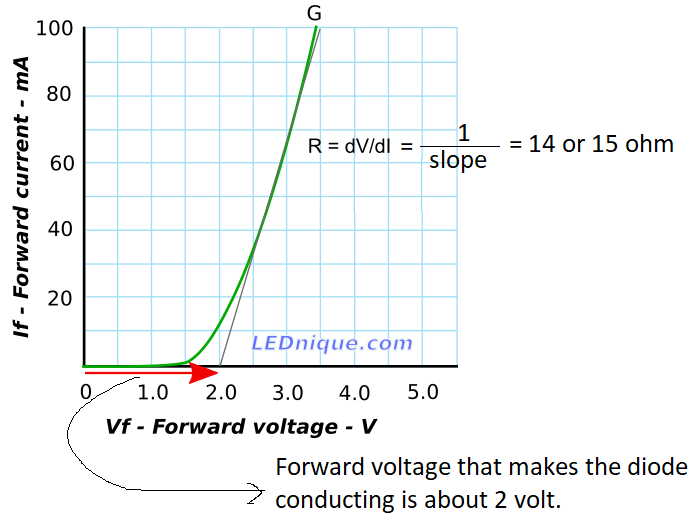 G
100
80
60
40
20
If - Forward current - mA
R = dV/dI = 1
slope
= 14 or 15 ohm
LEDnique.com
0 1.0 2.0 3.0 4.0 5.0
Vf - Forward voltage - V
Forward voltage that makes the diode
conducting is about 2 volt.